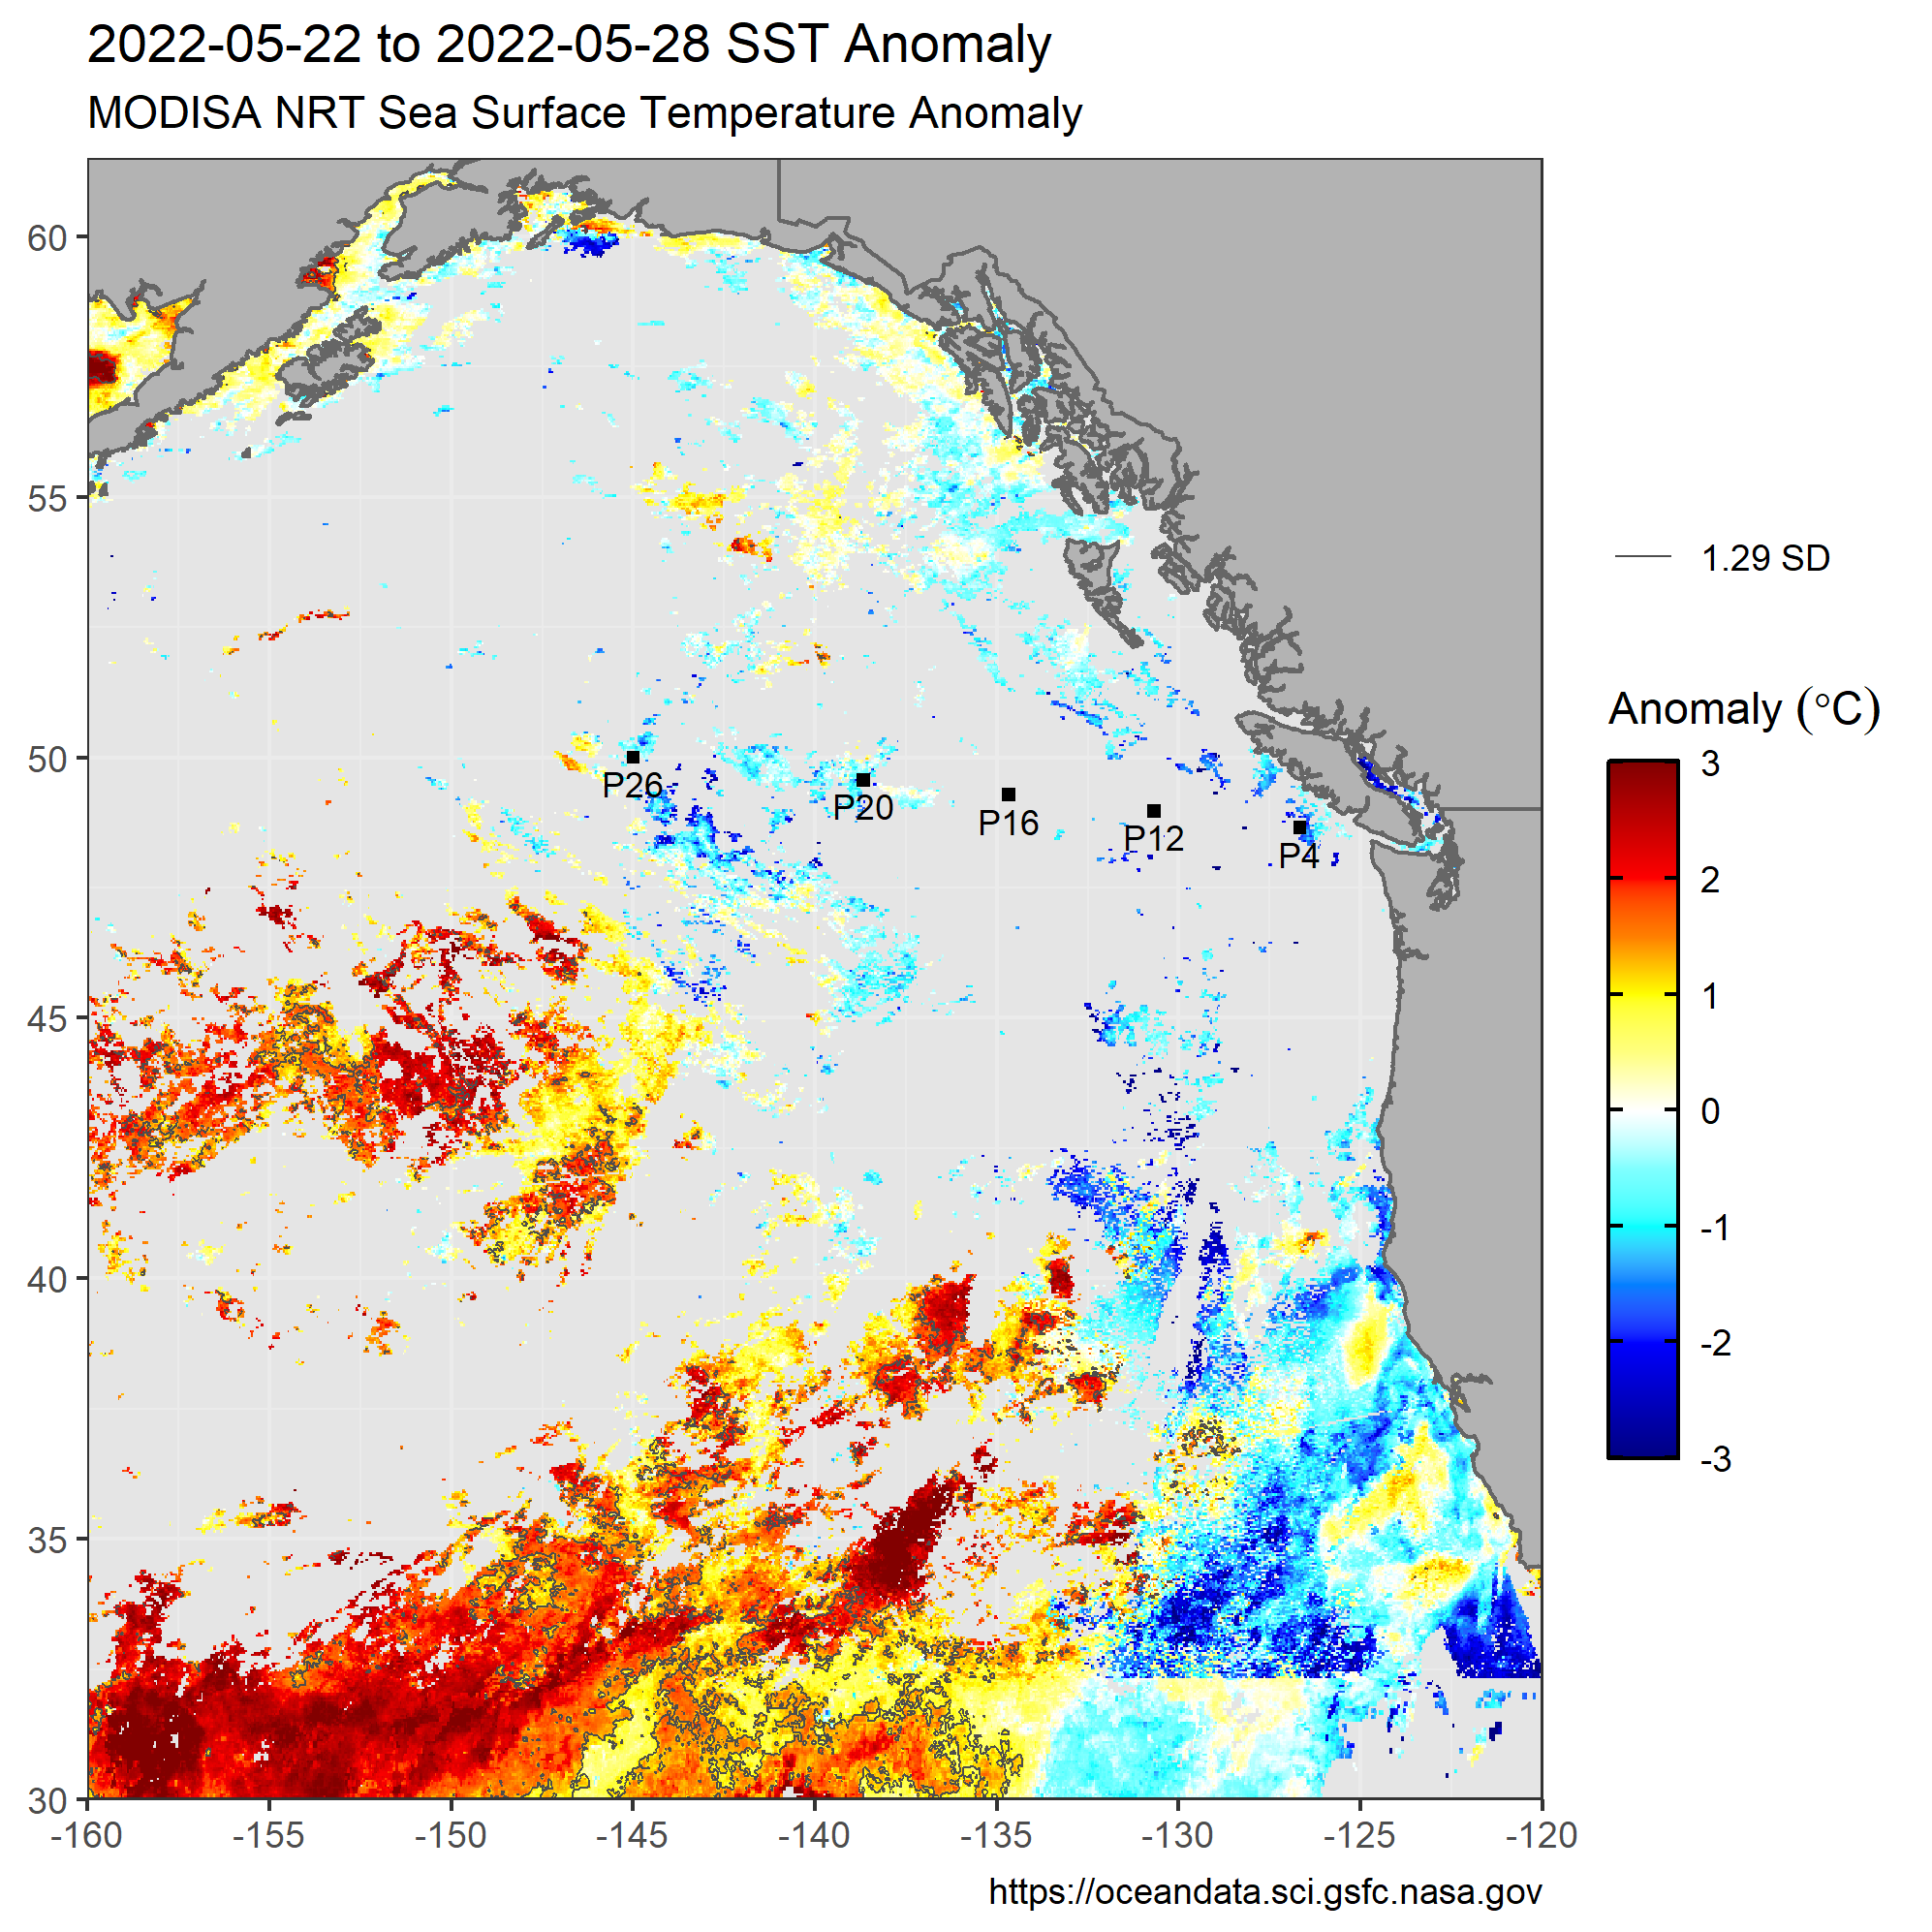 2022-05-22 to 2022-05-28 SST Anomaly
MODISA NRT Sea Surface Temperature Anomaly
60
55
50
45
40
35
30
-160
-155
-150
-145
-140
-135
-130
-125
-120
P26
P20
P16
P12
P4
1.29 SD
Anomaly (°C)
3
2
1
0
-1
-2
-3
https://oceandata.sci.gsfc.nasa.gov